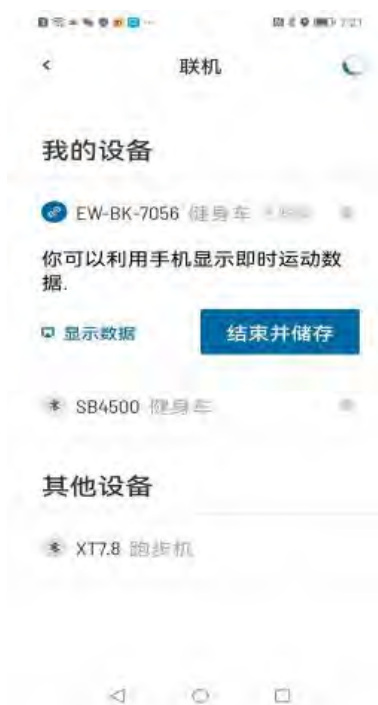 7:21
联机
我的设备
EW-BK-7056 健身车
你可以利用手机显示即时运动数
据.
显示数据
结束并储存
SB4500 健身车
其他设备
XT7.8 跑步机